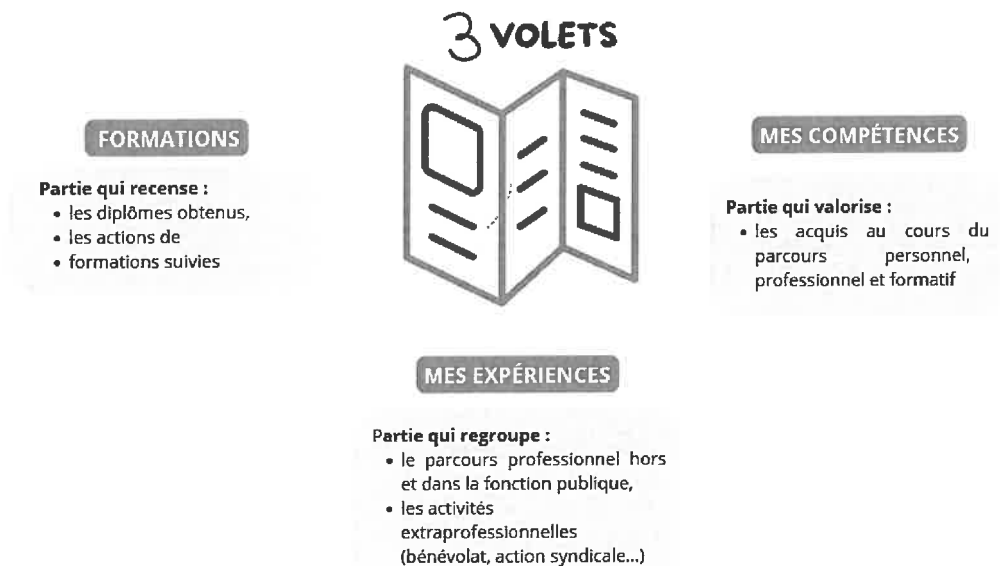 3 VOLETS
FORMATIONS
Partie qui recense :
• les diplômes obtenus,
• les actions de
• formations suivies
MES COMPÉTENCES
Partie qui valorise :
• les acquis au cours du
parcours personnel,
professionnel et formatif
MES EXPÉRIENCES
Partie qui regroupe :
• le parcours professionnel hors
et dans la fonction publique,
• les activités
extraprofessionnelles
(bénévolat, action syndicale...)